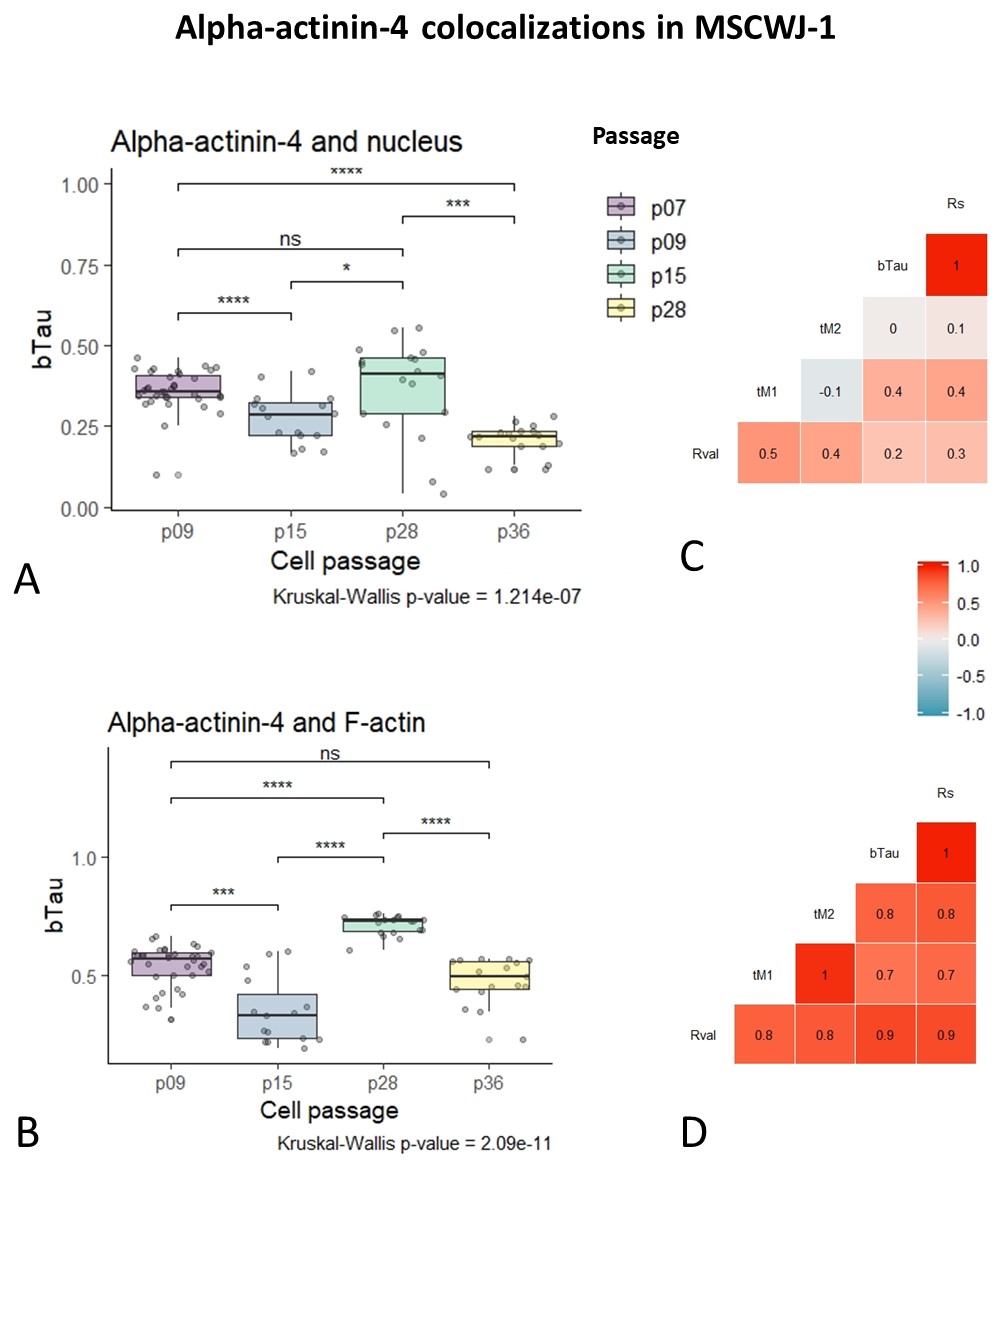 Alpha-actinin-4 colocalizations in MSCWJ-1
Alpha-actinin-4 and nucleus
****
***
ns
*
****
1.00
0.75
0.50
0.25
0.00
bTau
p09 p15 p28 p36
Cell passage
Kruskal-Wallis p-value = 1.214e-07
A
Passage
p07
p09
p15
p28
Rs
bTau 1
tM2 0 0.1
tM1 -0.1 0.4 0.4
Rval 0.5 0.4 0.2 0.3
C
1.0
0.5
0.0
-0.5
-1.0
Alpha-actinin-4 and F-actin
ns
****
****
****
***
1.0
0.5
bTau
p09 p15 p28 p36
Cell passage
Kruskal-Wallis p-value = 2.09e-11
B
Rs
bTau 1
tM2 0.8 0.8
tM1 1 0.7 0.7
Rval 0.8 0.8 0.9 0.9
D